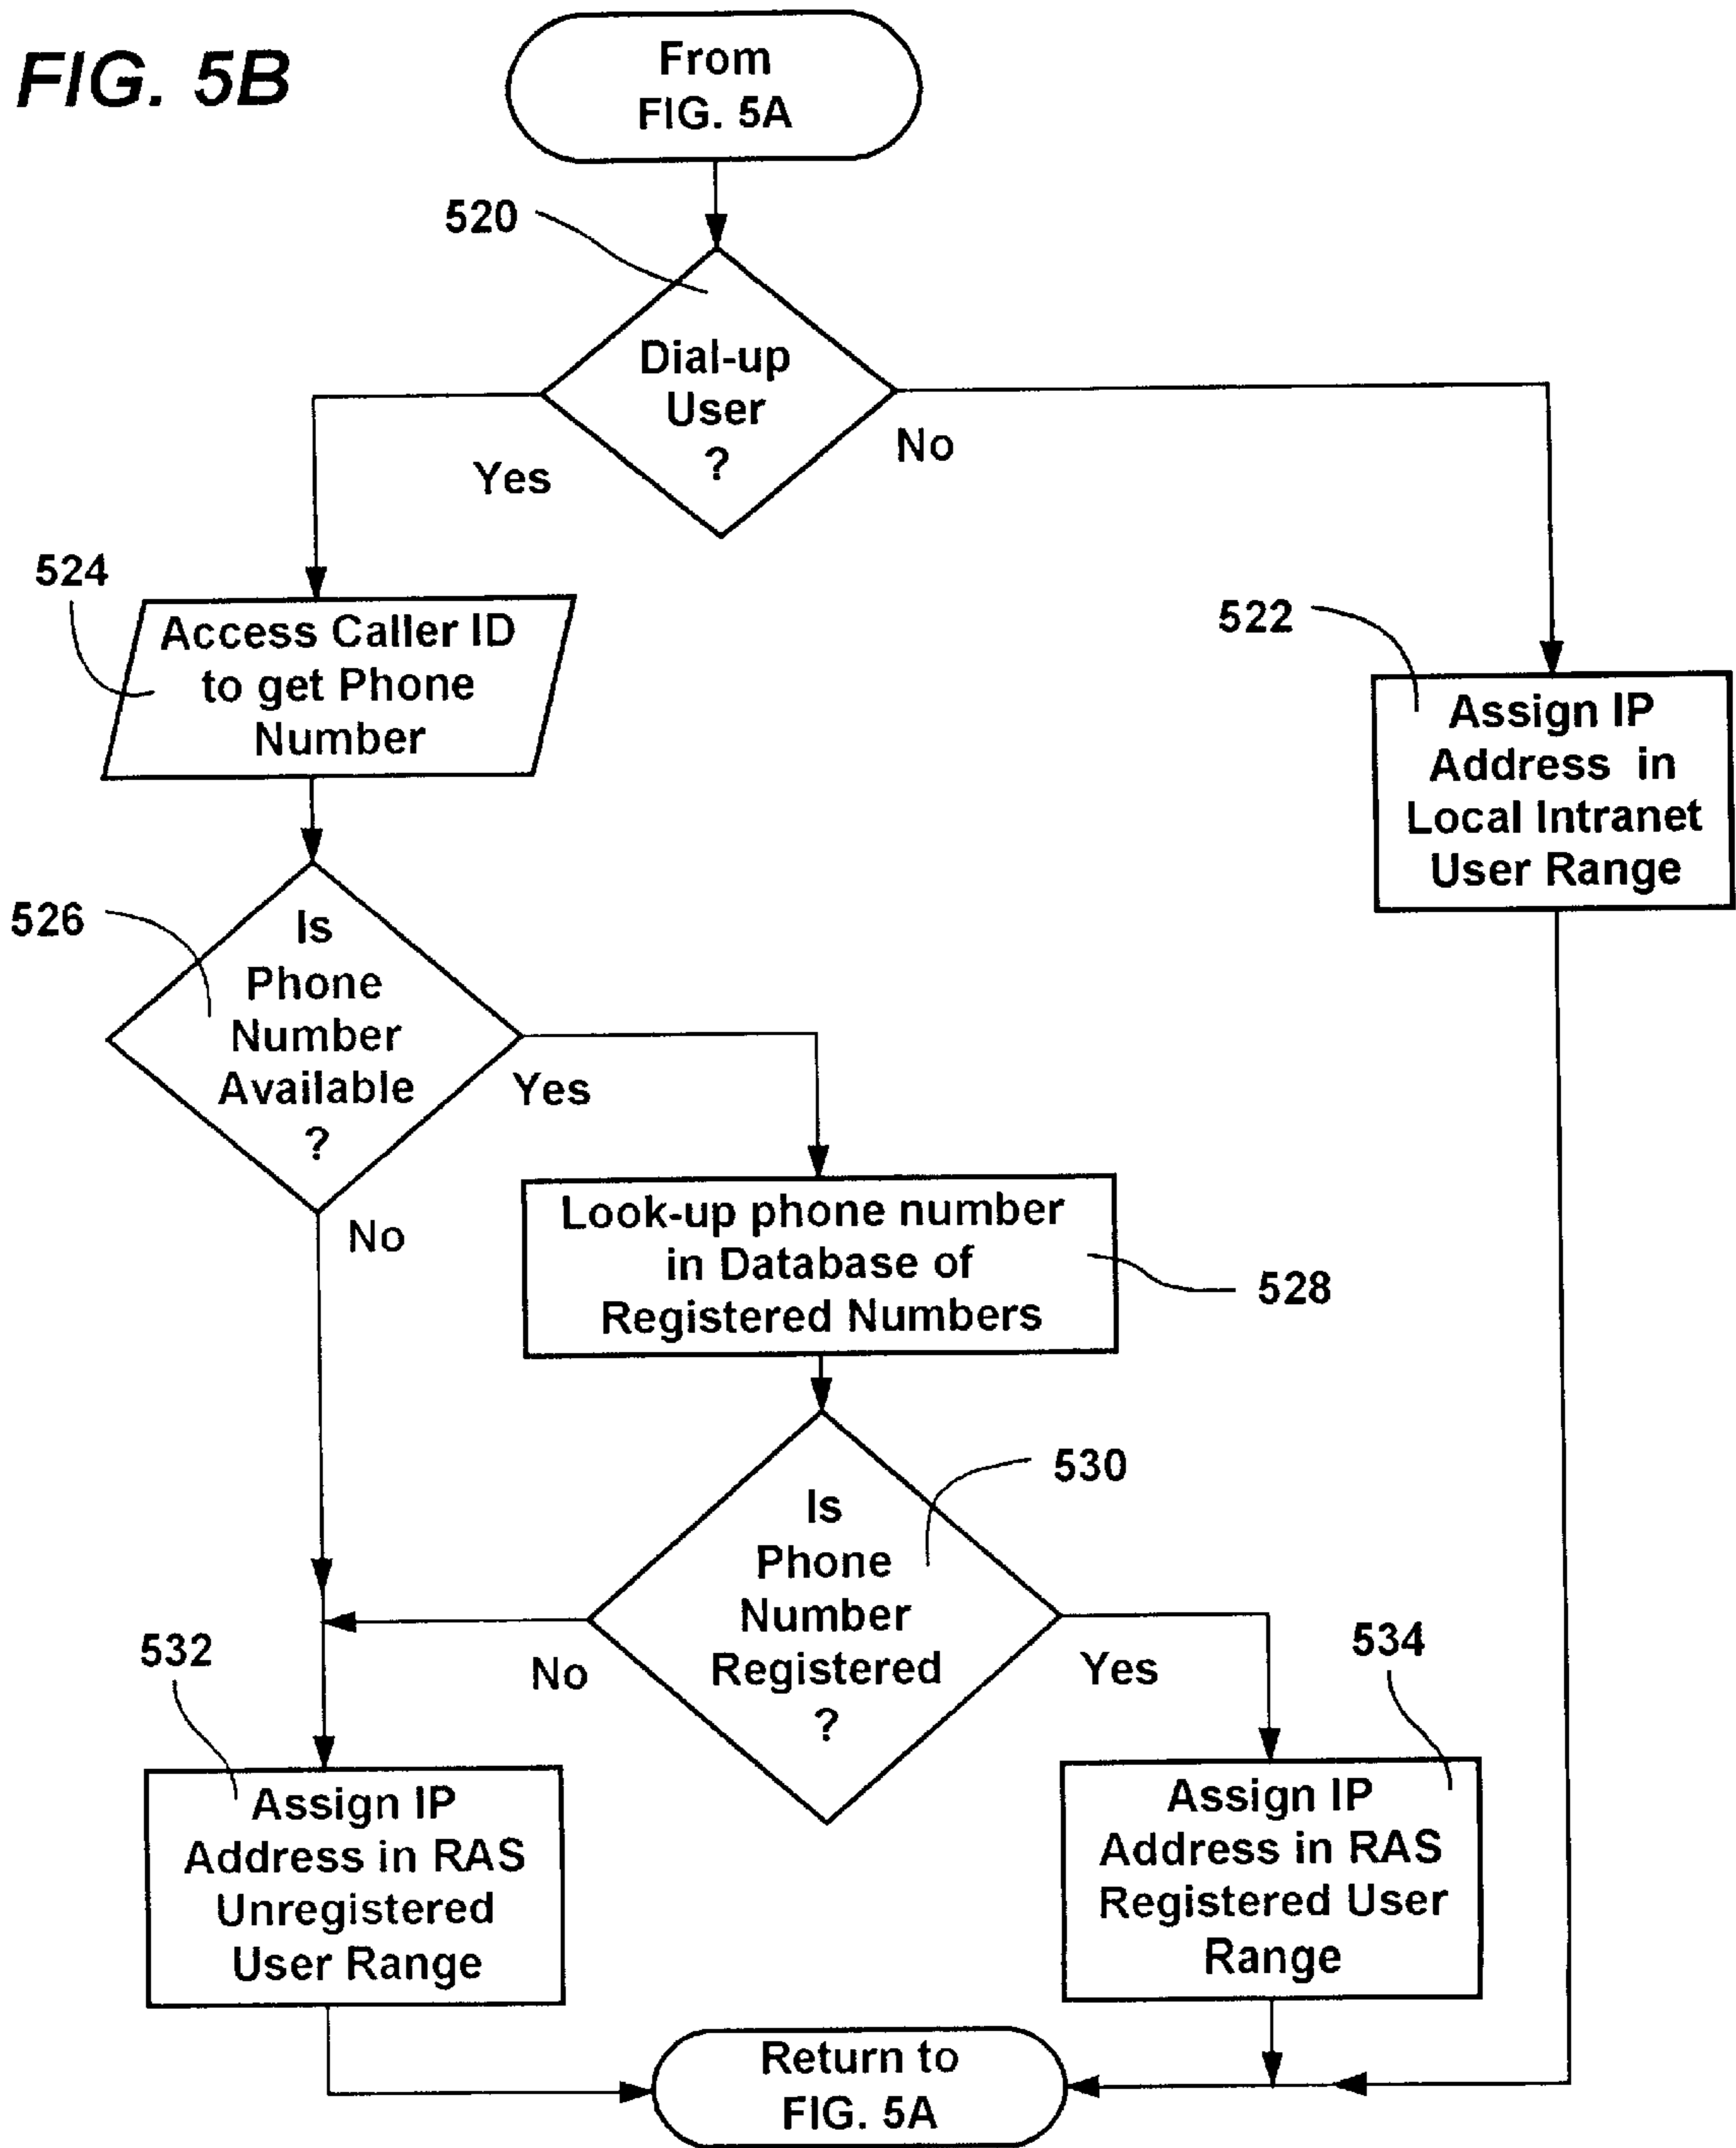 FIG. 5B
From
FIG. 5A
520
Dial-up
User
?
Yes
No
524
Access Caller ID
to get Phone
Number
522
Assign IP
Address in
Local Intranet
User Range
526
Is
Phone
Number
Available
?
Yes
No
Look-up phone number
in Database of
Registered Numbers
528
530
Is
Phone
Number
Registered
?
No
Yes
532
Assign IP
Address in RAS
Unregistered
User Range
534
Assign IP
Address in RAS
Registered User
Range
Return to
FIG. 5A